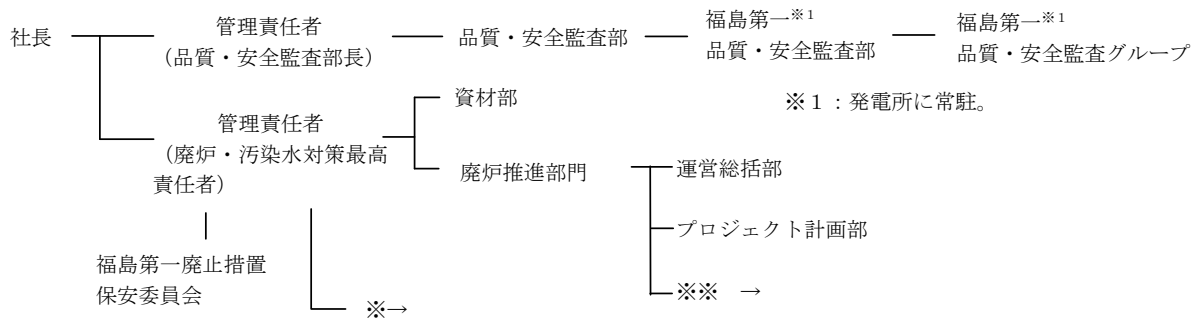 社長
管理責任者
(品質・安全監査部長)
品質・安全監査部
福島第一※1
品質・安全監査部
福島第一※1
品質・安全監査グループ
※1:発電所に常駐。
管理責任者
(廃炉・汚染水対策最高
責任者)
資材部
廃炉推進部門
運営総括部
プロジェクト計画部
※※ →
福島第一廃止措置
保安委員会
※→